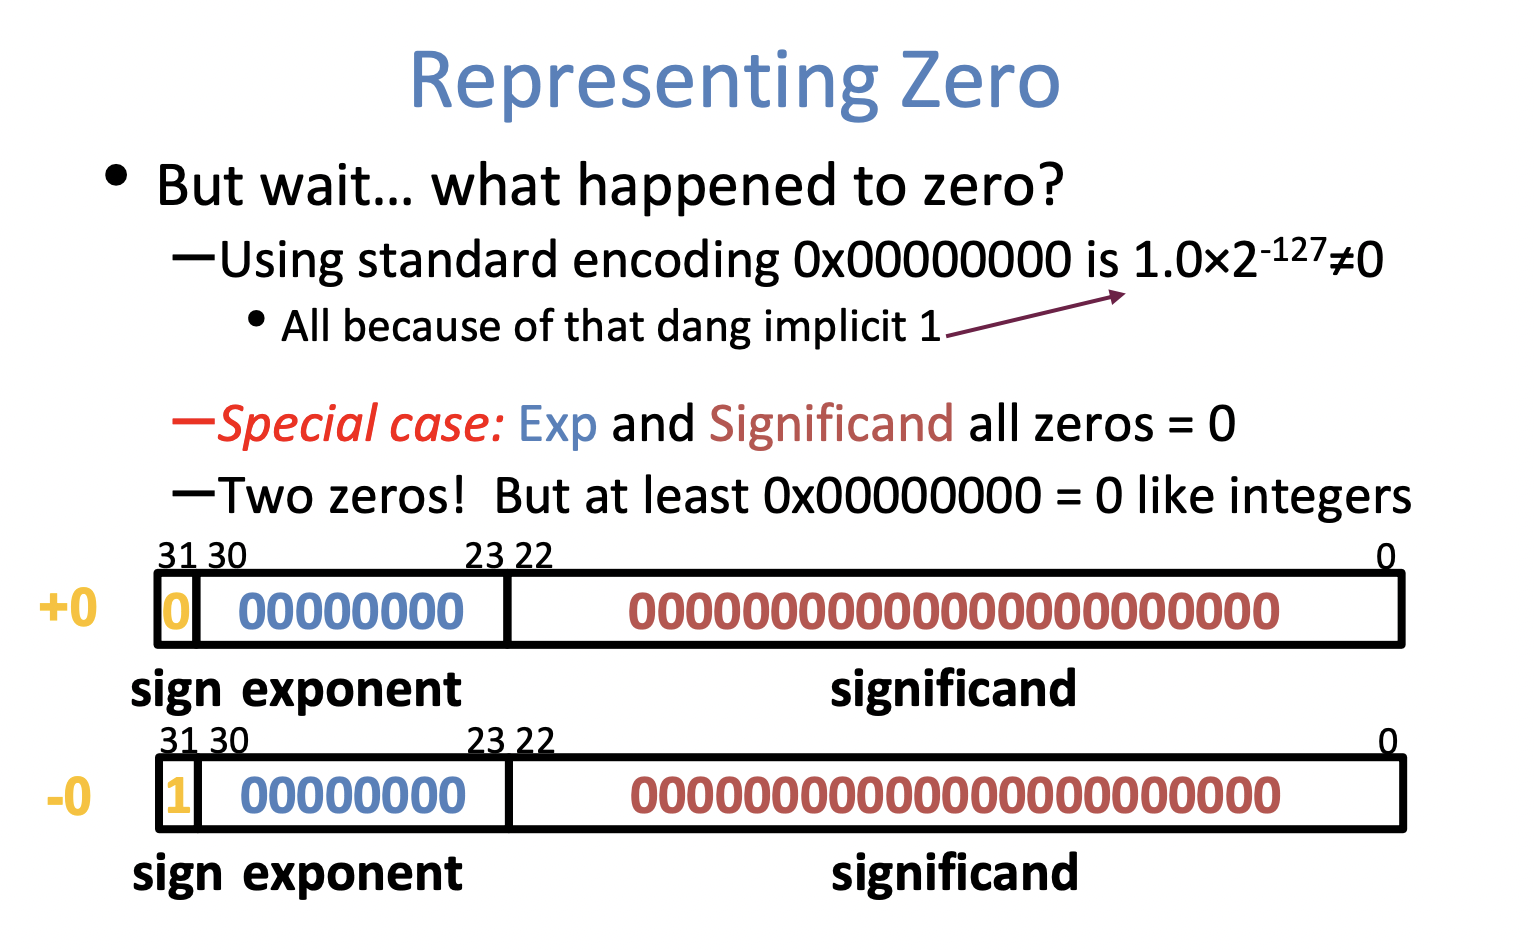 Representing Zero
• But wait... what happened to zero?
–Using standard encoding 0x00000000 is 1.0×2⁻¹²⁷≠0
• All because of that dang implicit 1
–Special case: Exp and Significand all zeros = 0
–Two zeros! But at least 0x00000000 = 0 like integers
31 30 23 22 0
+0 0 00000000 00000000000000000000000
sign exponent significand
31 30 23 22 0
-0 1 00000000 00000000000000000000000
sign exponent significand